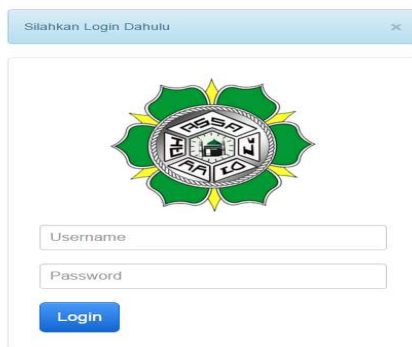 Silahkan Login Dahulu
×
Username
Password
Login